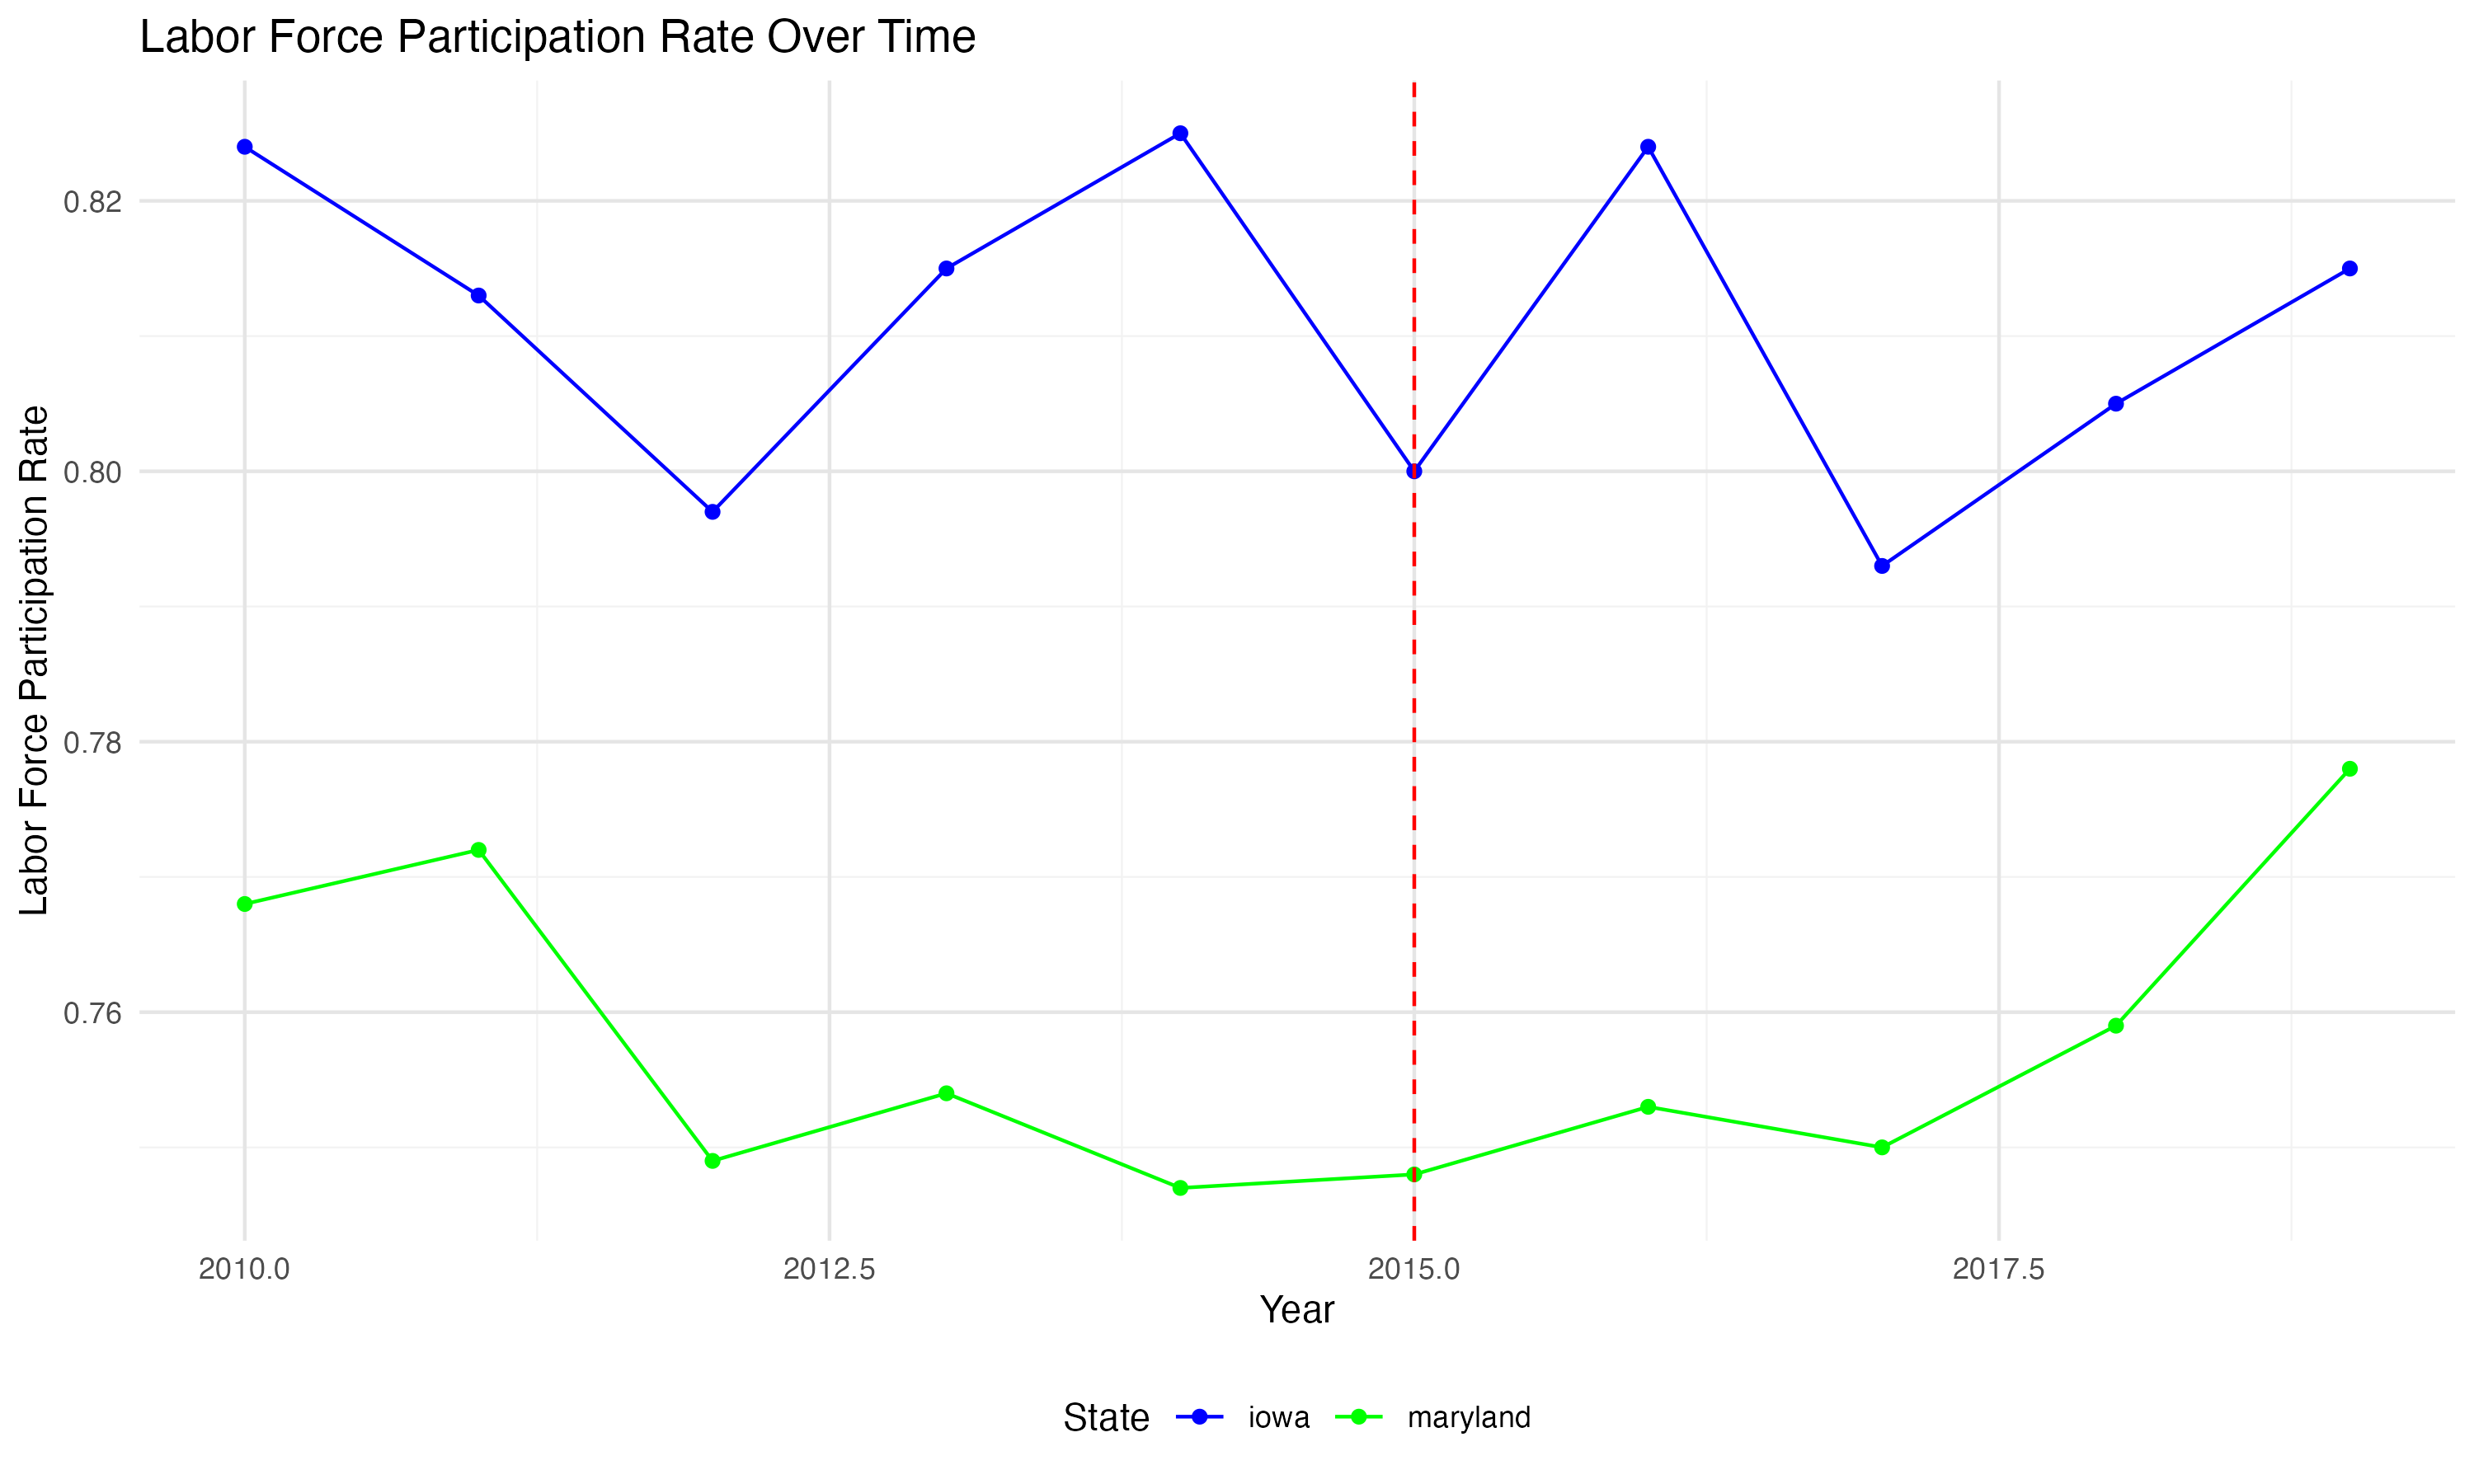 Labor Force Participation Rate Over Time
Labor Force Participation Rate
0.82
0.80
0.78
0.76
2010.0 2012.5 2015.0 2017.5
Year
State iowa maryland